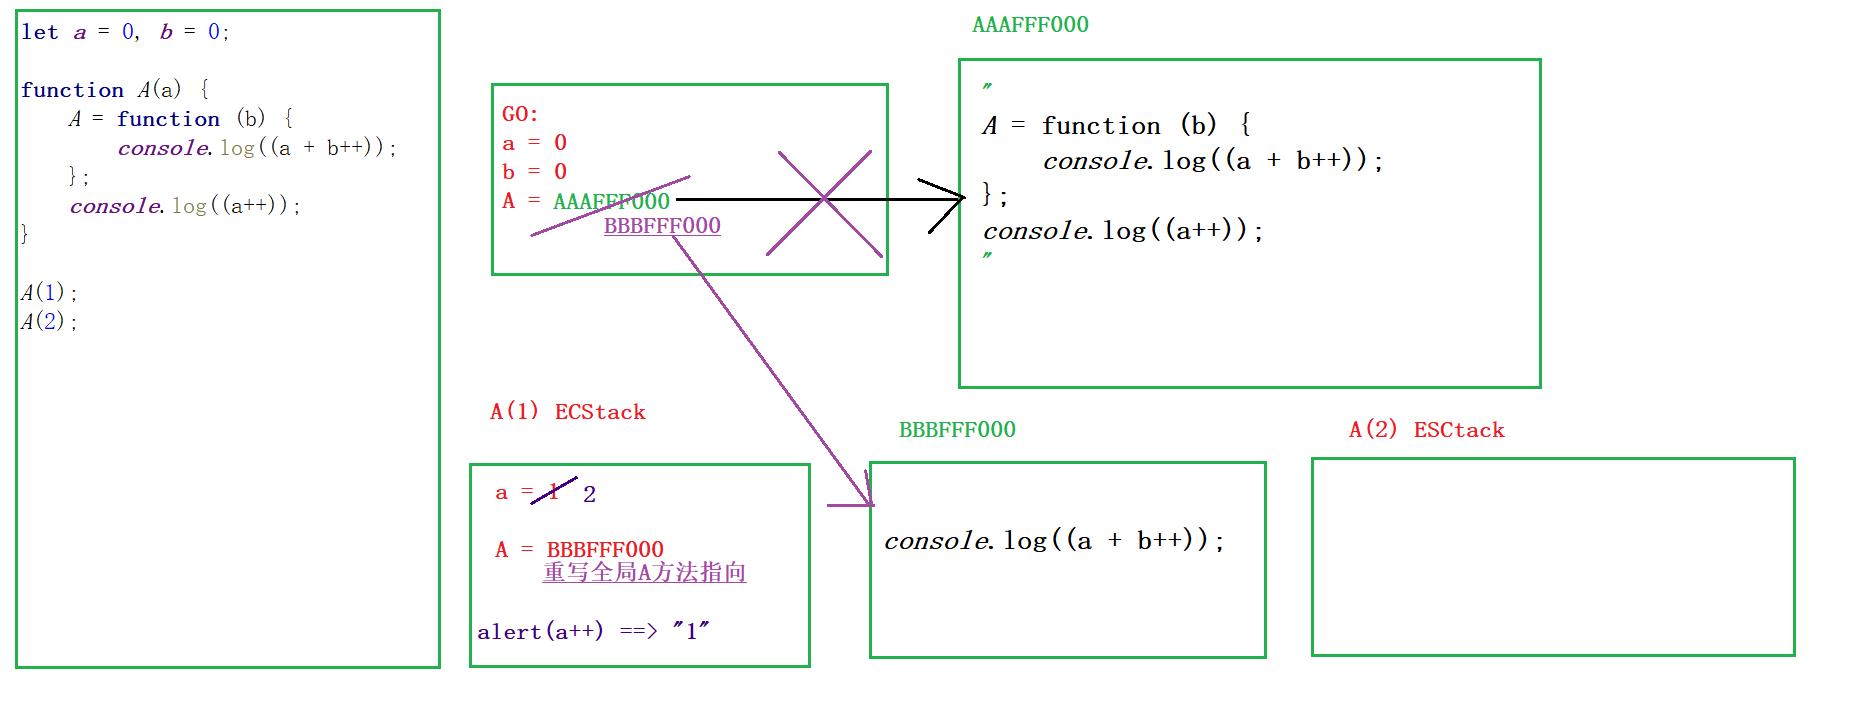 let a = 0, b = 0;
function A(a) {
    A = function (b) {
        console.log((a + b++));
    };
    console.log((a++));
}
A(1);
A(2);
GO:
a = 0
b = 0
A = AAAFFF000
BBBFFF000
AAAFFF000
"
A = function (b) {
    console.log((a + b++));
};
console.log((a++));
"
A(1) ECStack
a = 1 2
A = BBBFFF000
重写全局A方法指向
alert(a++) ==> "1"
BBBFFF000
console.log((a + b++));
A(2) ESCtack